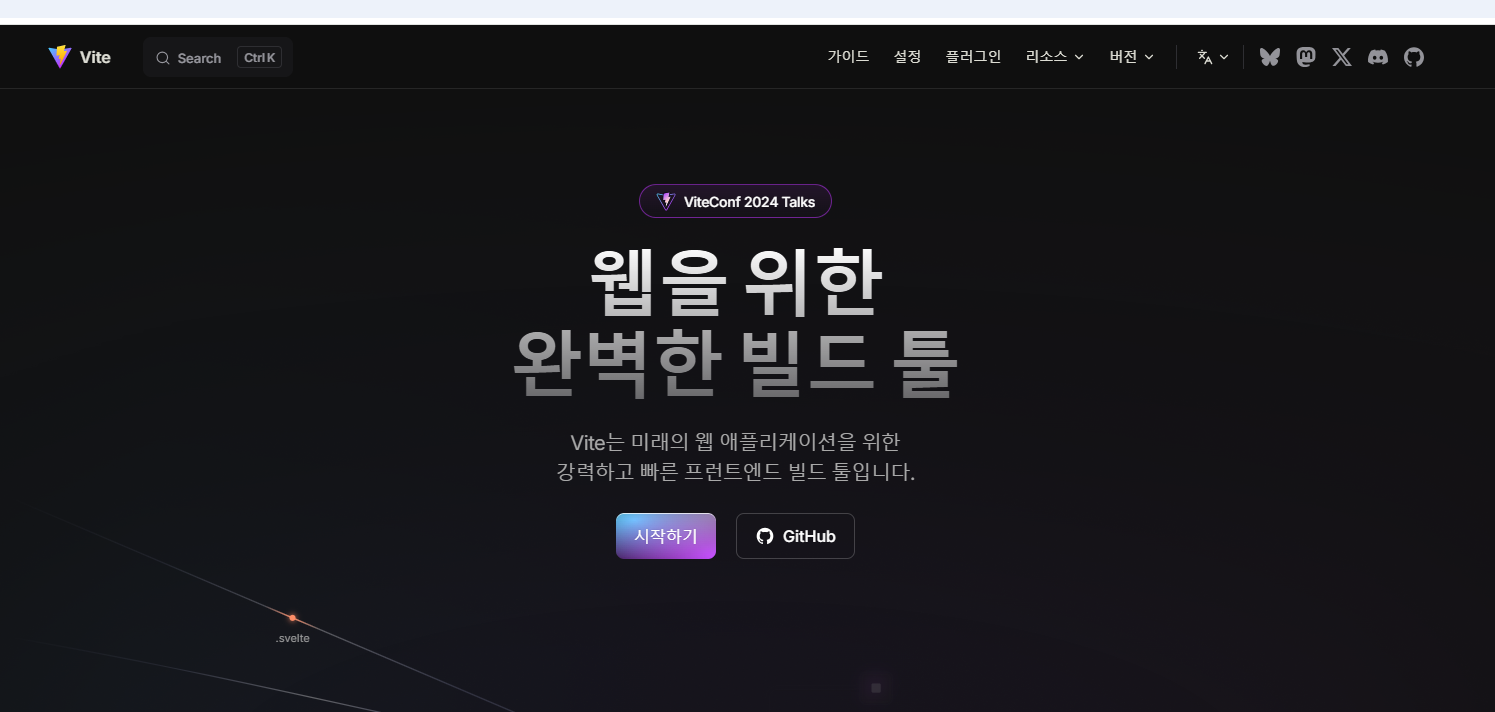 Vite
Search
Ctrl K
가이드
설정
플러그인
리소스
버전
ViteConf 2024 Talks
웹을 위한
완벽한 빌드 툴
Vite는 미래의 웹 애플리케이션을 위한
강력하고 빠른 프런트엔드 빌드 툴입니다.
시작하기
GitHub
.svelte